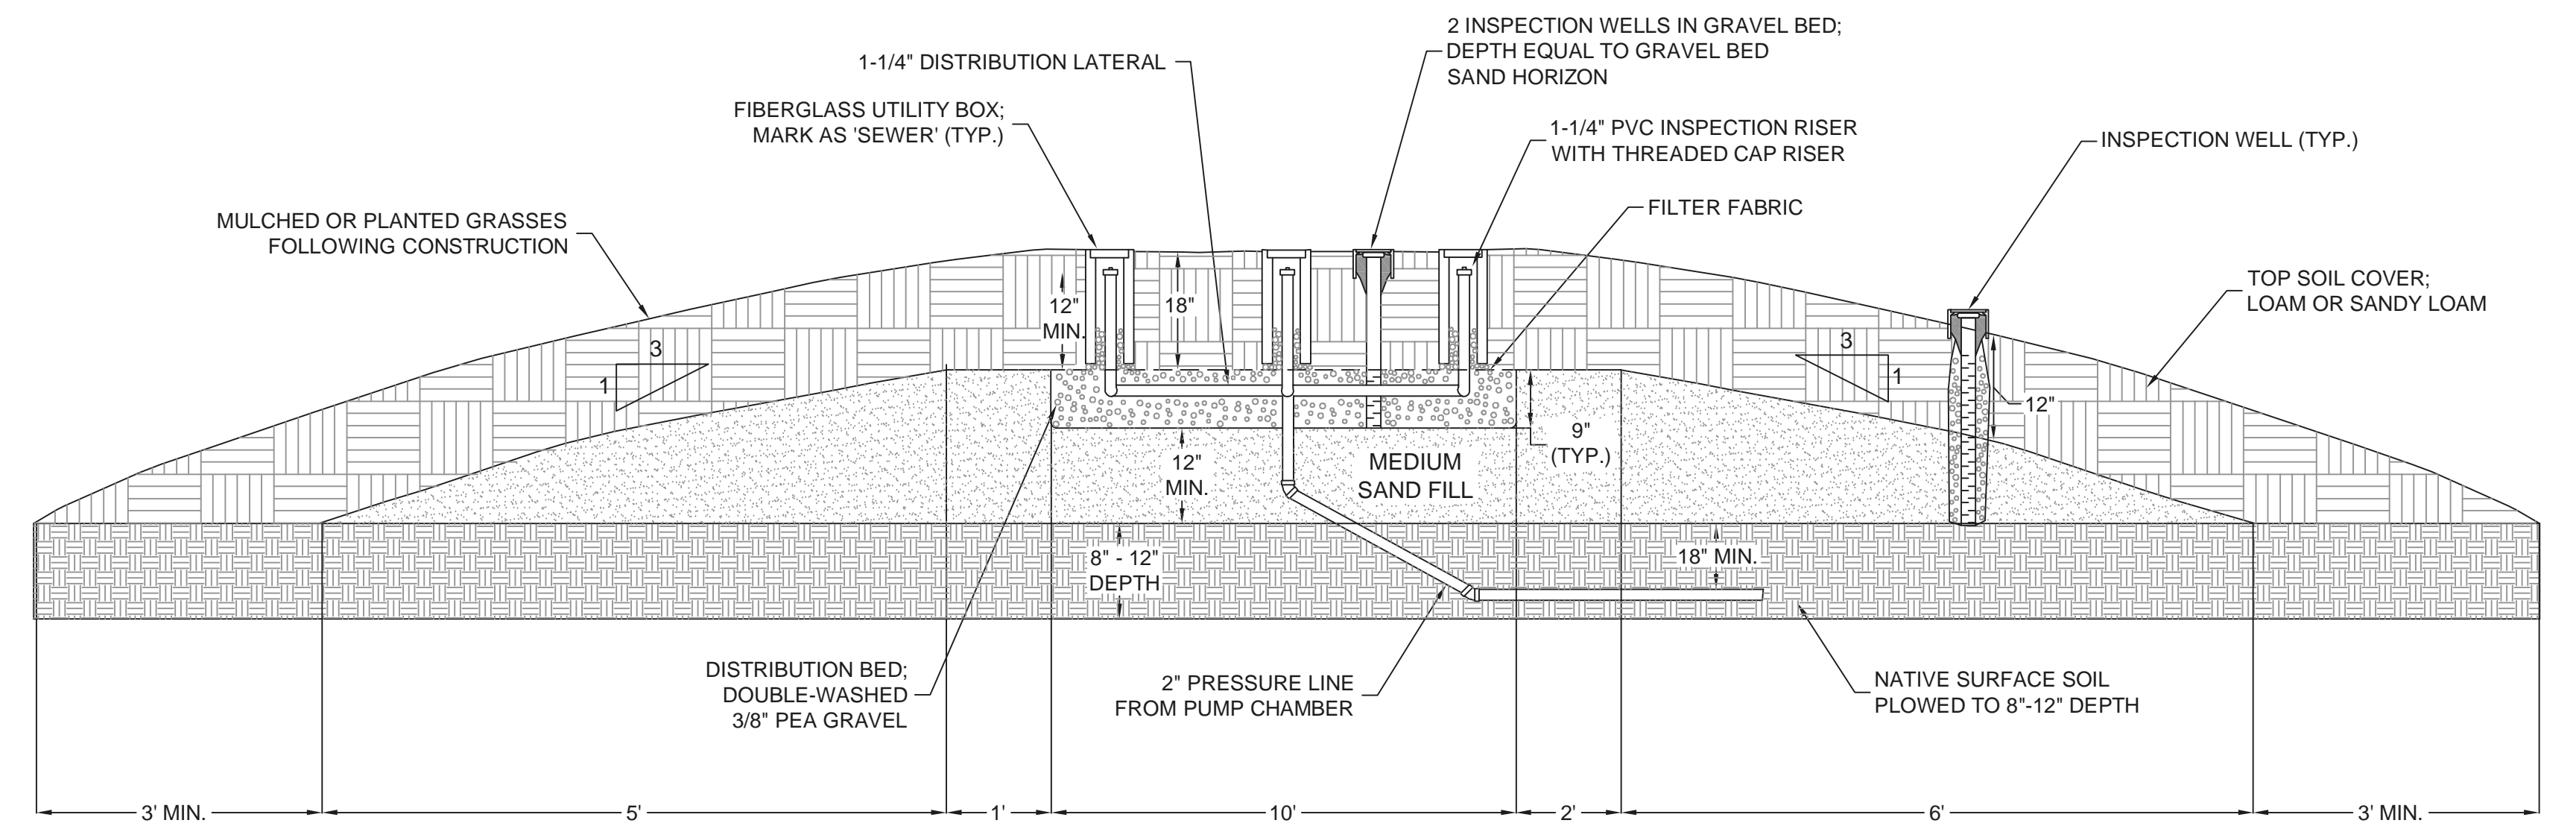 2 INSPECTION WELLS IN GRAVEL BED;
DEPTH EQUAL TO GRAVEL BED
SAND HORIZON
1-1/4" DISTRIBUTION LATERAL
FIBERGLASS UTILITY BOX;
MARK AS 'SEWER' (TYP.)
1-1/4" PVC INSPECTION RISER
WITH THREADED CAP RISER
INSPECTION WELL (TYP.)
FILTER FABRIC
MULCHED OR PLANTED GRASSES
FOLLOWING CONSTRUCTION
TOP SOIL COVER;
LOAM OR SANDY LOAM
12"
MIN.
18"
3
1
3
1
12"
9"
(TYP.)
12"
MIN.
MEDIUM
SAND FILL
8" - 12"
DEPTH
18" MIN.
DISTRIBUTION BED;
DOUBLE-WASHED
3/8" PEA GRAVEL
2" PRESSURE LINE
FROM PUMP CHAMBER
NATIVE SURFACE SOIL
PLOWED TO 8"-12" DEPTH
3' MIN.
5'
1'
10'
2'
6'
3' MIN.